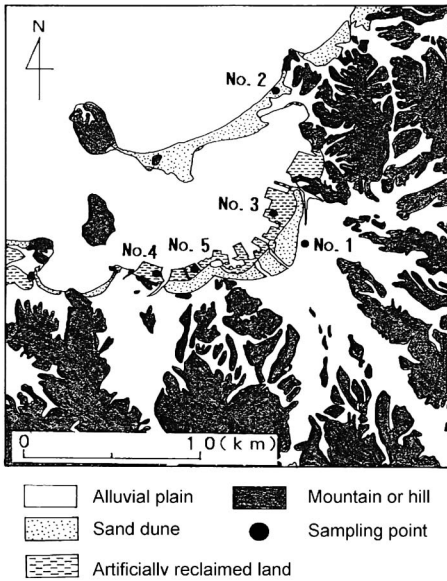 N
No. 2
No. 3
No. 1
No. 4
No. 5
0 10(km)
Alluvial plain
Mountain or hill
Sand dune
Sampling point
Artificially reclaimed land